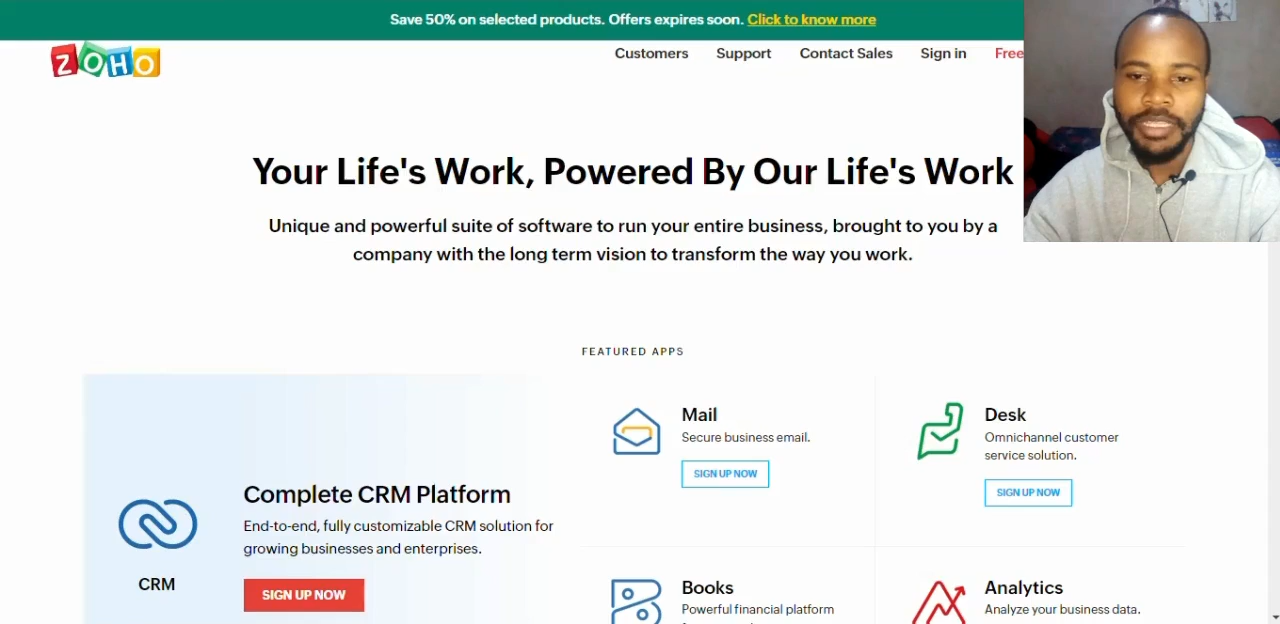 Save 50% on selected products. Offers expires soon. Click to know more
ZOHO
Customers Support Contact Sales Sign in Free
Your Life's Work, Powered By Our Life's Work
Unique and powerful suite of software to run your entire business, brought to you by a
company with the long term vision to transform the way you work.
FEATURED APPS
CRM
Complete CRM Platform
End-to-end, fully customizable CRM solution for
growing businesses and enterprises.
SIGN UP NOW
Mail
Secure business email.
SIGN UP NOW
Desk
Omnichannel customer
service solution.
SIGN UP NOW
Books
Powerful financial platform
Analytics
Analyze your business data.